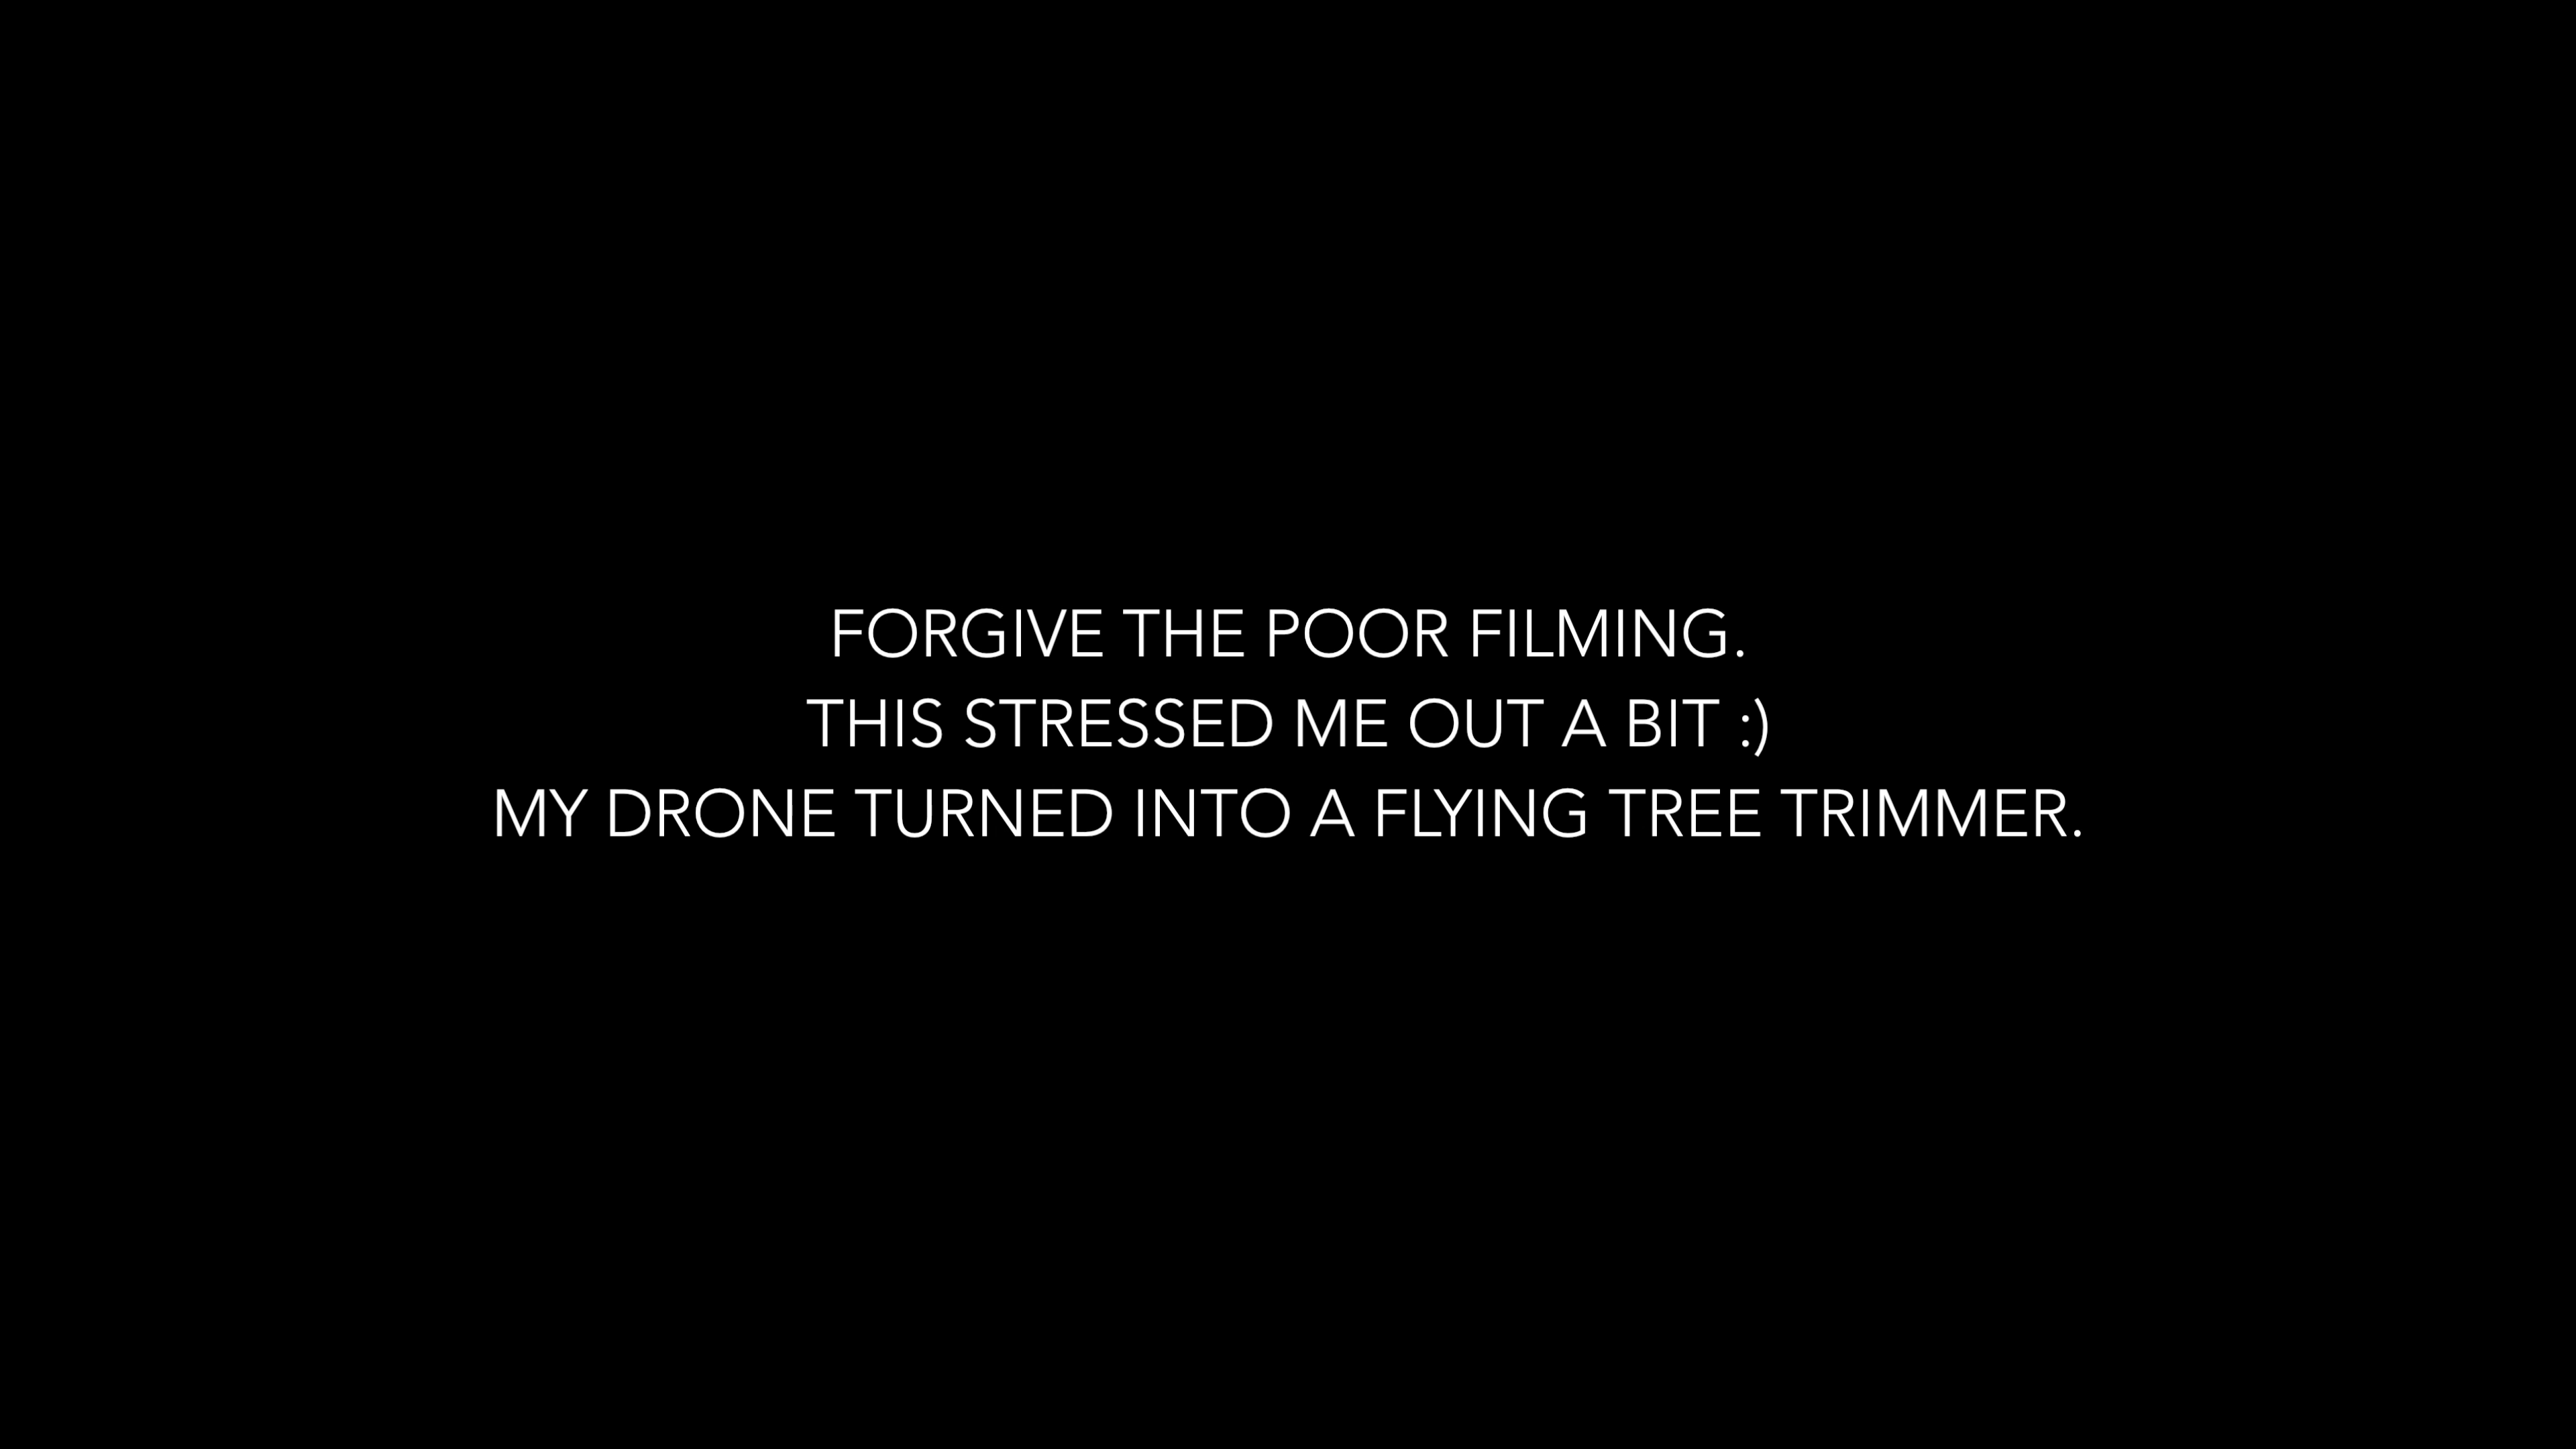 FORGIVE THE POOR FILMING.
THIS STRESSED ME OUT A BIT :)
MY DRONE TURNED INTO A FLYING TREE TRIMMER.